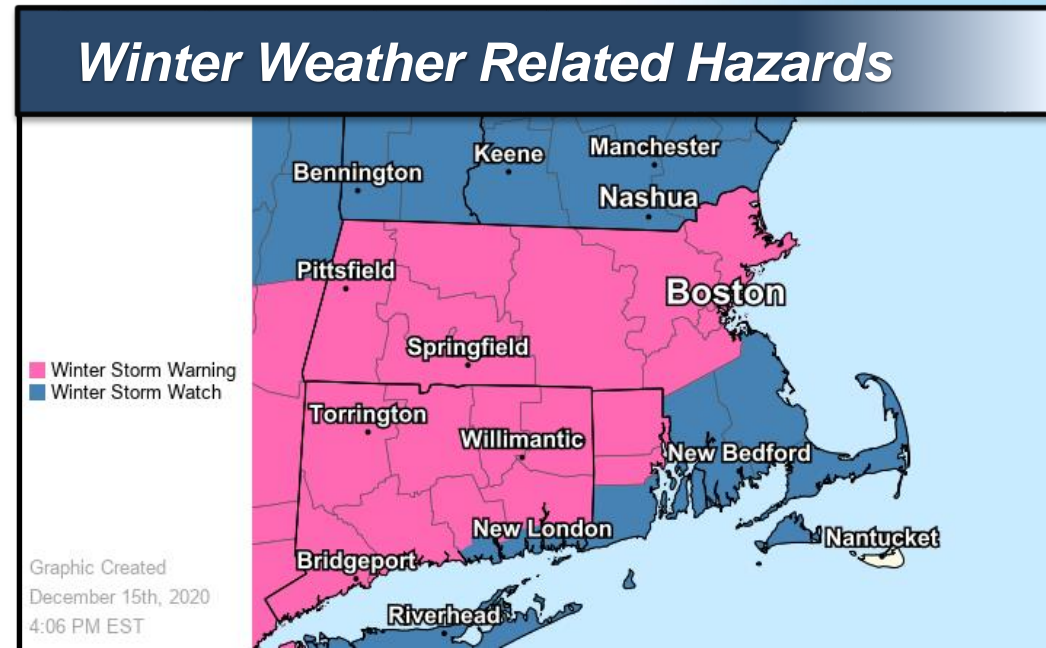 Winter Weather Related Hazards
Keene
Manchester
Bennington
Nashua
Pittsfield
Boston
Springfield
Winter Storm Warning
Winter Storm Watch
Torrington
Willimantic
New Bedford
New London
Nantucket
Bridgeport
Graphic Created
December 15th, 2020
4:06 PM EST
Riverhead